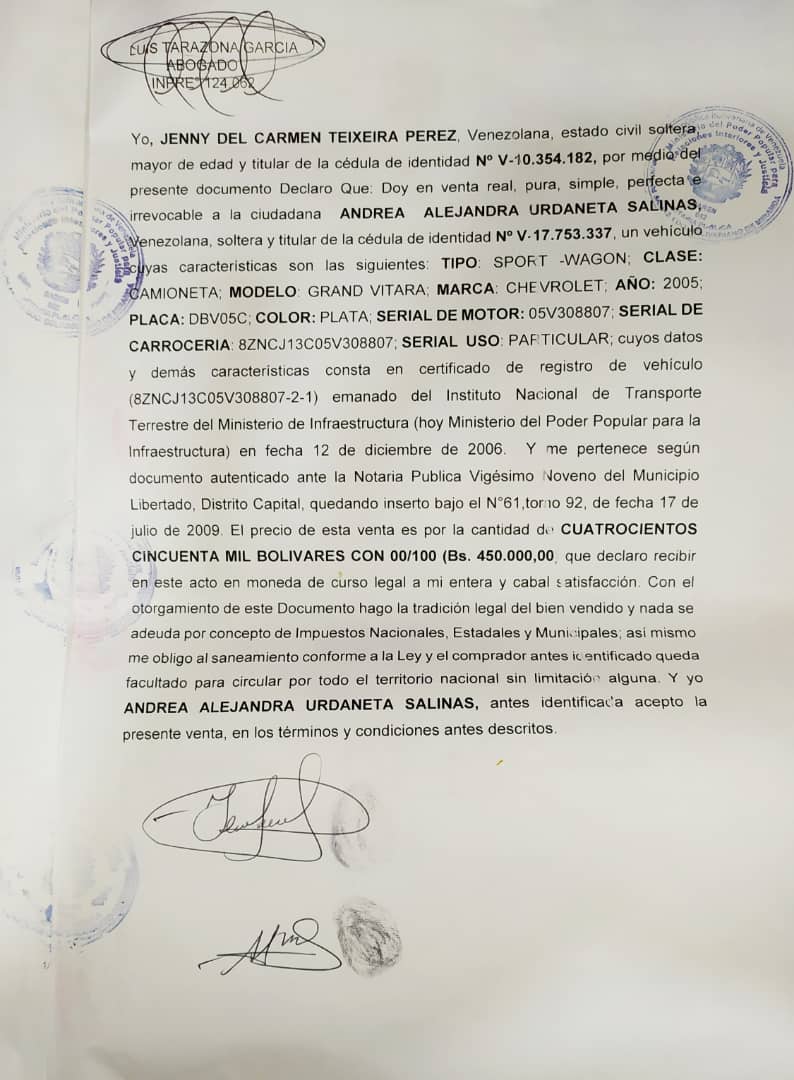 LUIS TARAZONA GARCIA
ABOGADO
INPRE. 124.062
Yo, JENNY DEL CARMEN TEIXEIRA PEREZ, Venezolana, estado civil soltera,
mayor de edad y titular de la cédula de identidad Nº V-10.354.182, por medio del
presente documento Declaro Que: Doy en venta real, pura, simple, perfecta e
irrevocable a la ciudadana ANDREA ALEJANDRA URDANETA SALINAS,
Venezolana, soltera y titular de la cédula de identidad Nº V-17.753.337, un vehículo
cuyas características son las siguientes: TIPO: SPORT -WAGON; CLASE:
CAMIONETA; MODELO: GRAND VITARA; MARCA: CHEVROLET; AÑO: 2005;
PLACA: DBV05C; COLOR: PLATA; SERIAL DE MOTOR: 05V308807; SERIAL DE
CARROCERIA: 8ZNCJ13C05V308807; SERIAL USO: PARTICULAR; cuyos datos
y demás características consta en certificado de registro de vehículo
(8ZNCJ13C05V308807-2-1) emanado del Instituto Nacional de Transporte
Terrestre del Ministerio de Infraestructura (hoy Ministerio del Poder Popular para la
Infraestructura) en fecha 12 de diciembre de 2006. Y me pertenece según
documento autenticado ante la Notaria Publica Vigésimo Noveno del Municipio
Libertado, Distrito Capital, quedando inserto bajo el N°61,tomo 92, de fecha 17 de
julio de 2009. El precio de esta venta es por la cantidad de CUATROCIENTOS
CINCUENTA MIL BOLIVARES CON 00/100 (Bs. 450.000,00, que declaro recibir
en este acto en moneda de curso legal a mi entera y cabal satisfacción. Con el
otorgamiento de este Documento hago la tradición legal del bien vendido y nada se
adeuda por concepto de Impuestos Nacionales, Estadales y Municipales; así mismo
me obligo al saneamiento conforme a la Ley y el comprador antes identificado queda
facultado para circular por todo el territorio nacional sin limitación alguna. Y yo
ANDREA ALEJANDRA URDANETA SALINAS, antes identificada acepto la
presente venta, en los términos y condiciones antes descritos.